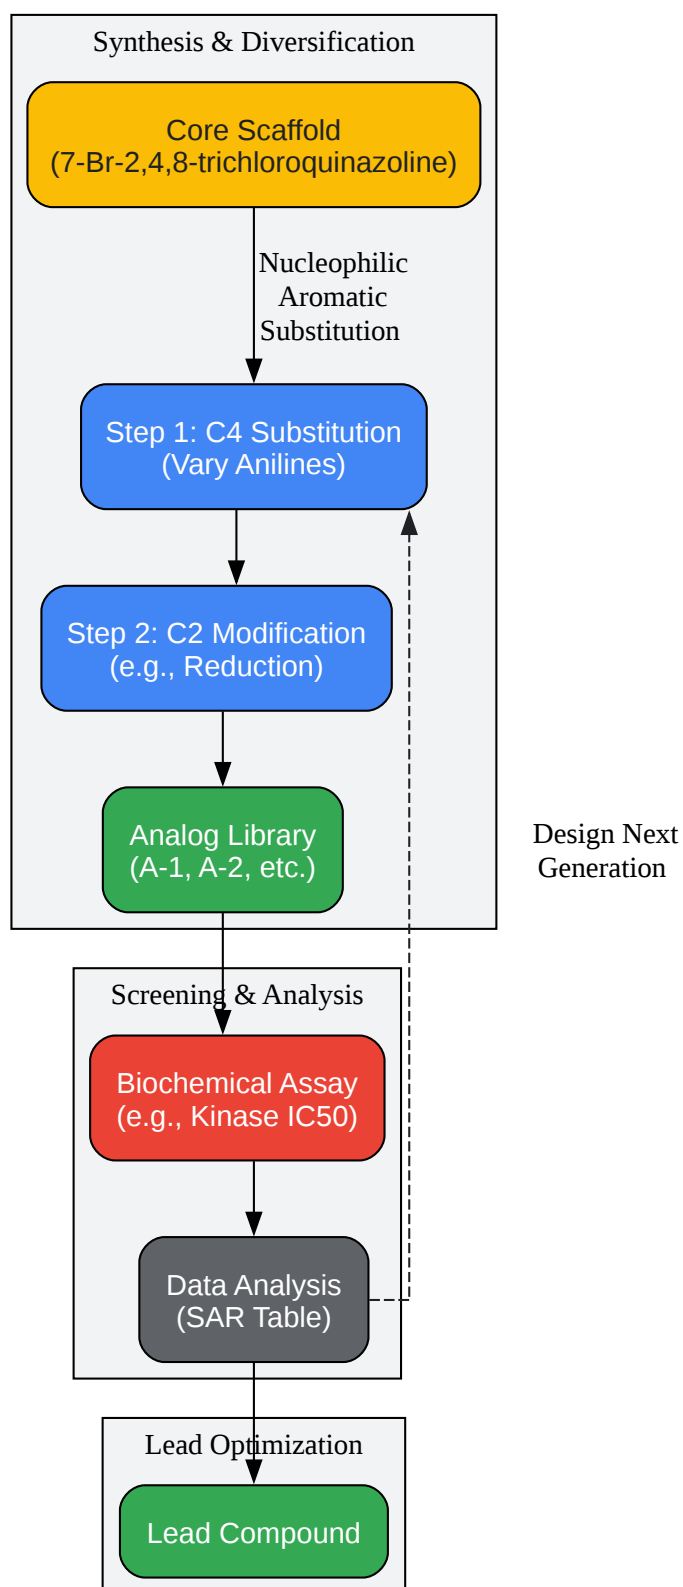 Synthesis & Diversification
Core Scaffold
(7-Br-2,4,8-trichloroquinazoline)
Nucleophilic
Aromatic
Substitution
Step 1: C4 Substitution
(Vary Anilines)
Step 2: C2 Modification
(e.g., Reduction)
Analog Library
(A-1, A-2, etc.)
Design Next
Generation
Screening & Analysis
Biochemical Assay
(e.g., Kinase IC50)
Data Analysis
(SAR Table)
Lead Optimization
Lead Compound